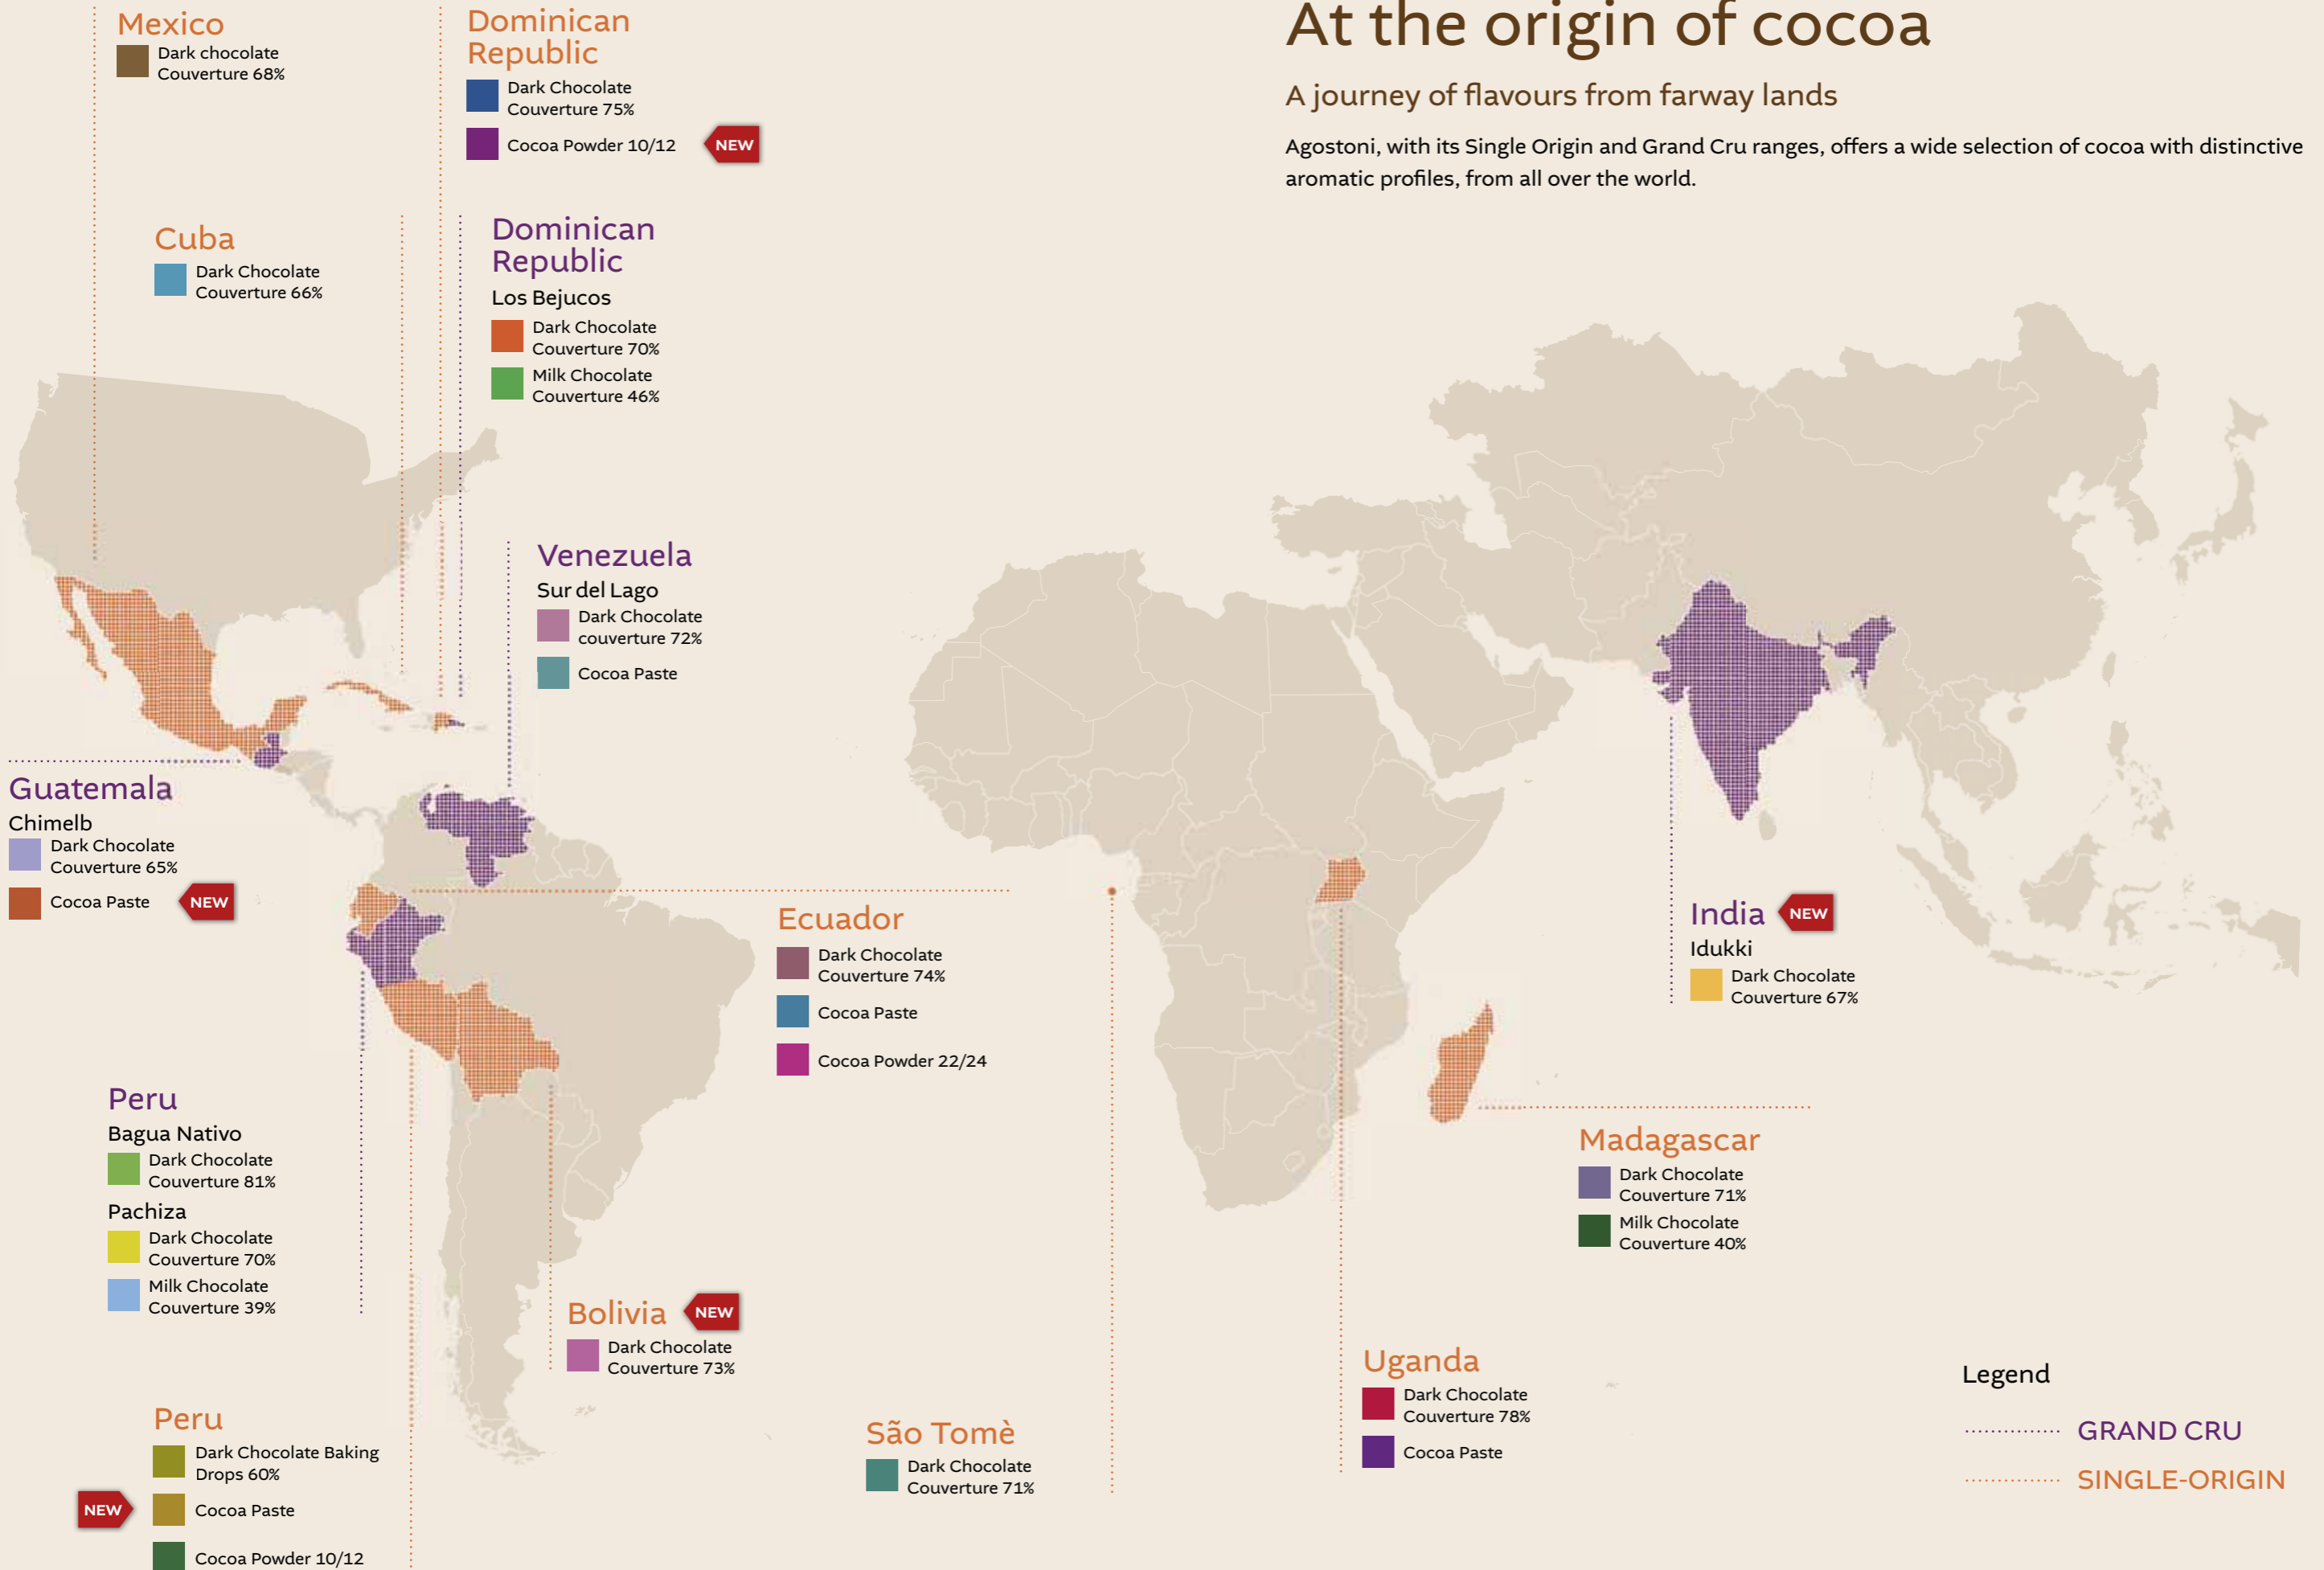 At the origin of cocoa
A journey of flavours from farway lands
Agostoni, with its Single Origin and Grand Cru ranges, offers a wide selection of cocoa with distinctive
aromatic profiles, from all over the world.
Mexico
Dark chocolate
Couverture 68%
Dominican
Republic
Dark Chocolate
Couverture 75%
Cocoa Powder 10/12
NEW
Cuba
Dark Chocolate
Couverture 66%
Dominican
Republic
Los Bejucos
Dark Chocolate
Couverture 70%
Milk Chocolate
Couverture 46%
Venezuela
Sur del Lago
Dark Chocolate
couverture 72%
Cocoa Paste
Guatemala
Chimelb
Dark Chocolate
Couverture 65%
Cocoa Paste
NEW
Ecuador
Dark Chocolate
Couverture 74%
Cocoa Paste
Cocoa Powder 22/24
India
NEW
Idukki
Dark Chocolate
Couverture 67%
Peru
Bagua Nativo
Dark Chocolate
Couverture 81%
Pachiza
Dark Chocolate
Couverture 70%
Milk Chocolate
Couverture 39%
Madagascar
Dark Chocolate
Couverture 71%
Milk Chocolate
Couverture 40%
Bolivia
NEW
Dark Chocolate
Couverture 73%
Peru
Dark Chocolate Baking
Drops 60%
NEW
Cocoa Paste
Cocoa Powder 10/12
São Tomè
Dark Chocolate
Couverture 71%
Uganda
Dark Chocolate
Couverture 78%
Cocoa Paste
Legend
GRAND CRU
SINGLE-ORIGIN